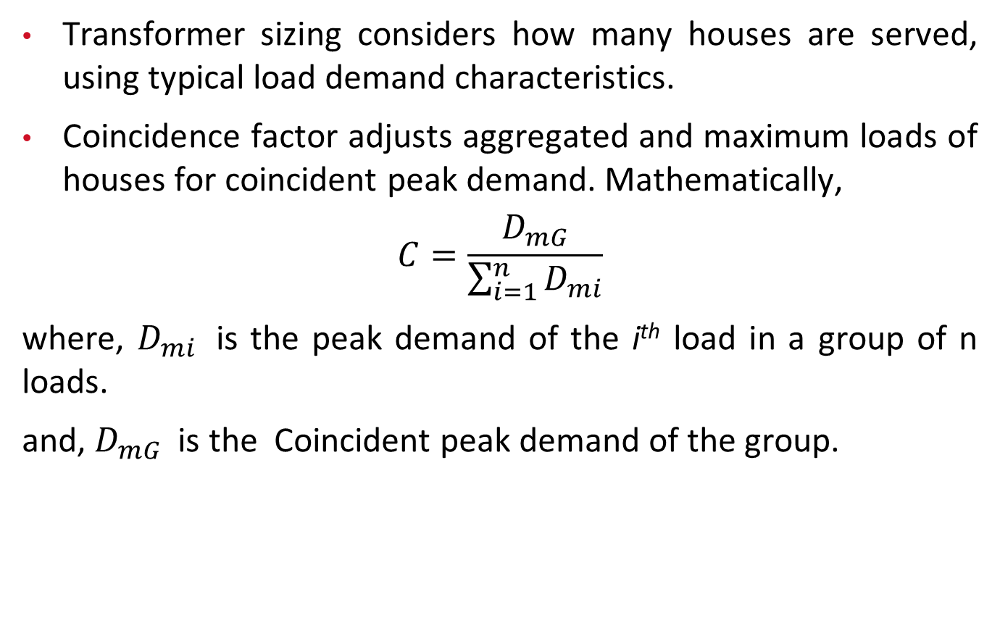 • Transformer sizing considers how many houses are served,
using typical load demand characteristics.
• Coincidence factor adjusts aggregated and maximum loads of
houses for coincident peak demand. Mathematically,
$C = \frac{D_{mG}}{\sum_{i=1}^{n} D_{mi}}$
where, $D_{mi}$ is the peak demand of the $i^{th}$ load in a group of n
loads.
and, $D_{mG}$ is the Coincident peak demand of the group.